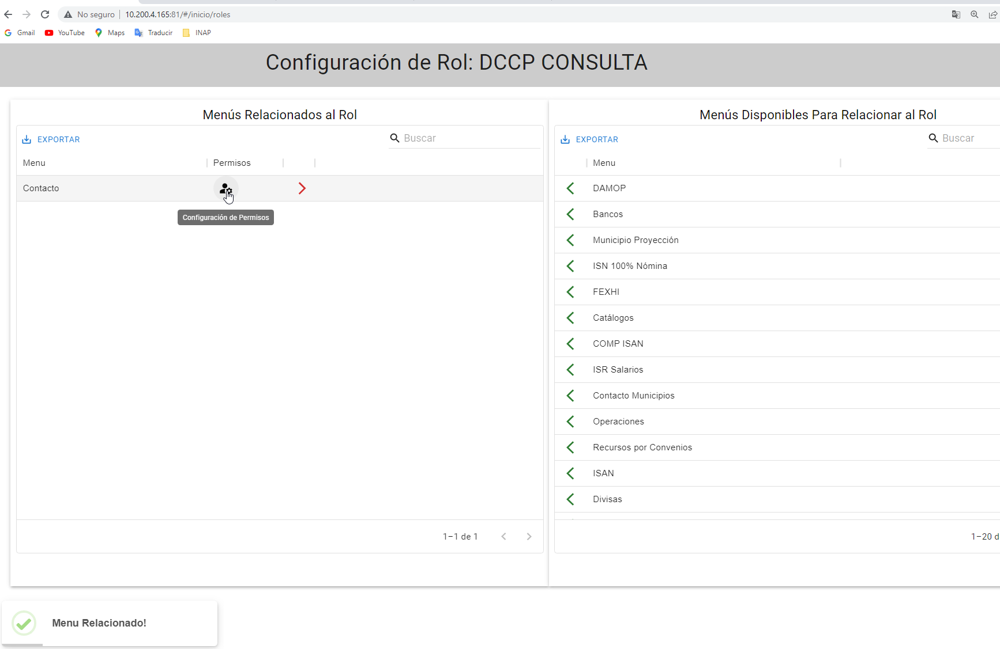 No seguro 10.200.4.165:81/#/inicio/roles
Gmail YouTube Maps Traducir INAP
Configuración de Rol: DCCP CONSULTA
Menús Relacionados al Rol
EXPORTAR Buscar
Menu Permisos
Contacto
Configuración de Permisos
1–1 de 1
Menús Disponibles Para Relacionar al Rol
EXPORTAR Buscar
Menu
DAMOP
Bancos
Municipio Proyección
ISN 100% Nómina
FEXHI
Catálogos
COMP ISAN
ISR Salarios
Contacto Municipios
Operaciones
Recursos por Convenios
ISAN
Divisas
1–20 d
Menu Relacionado!